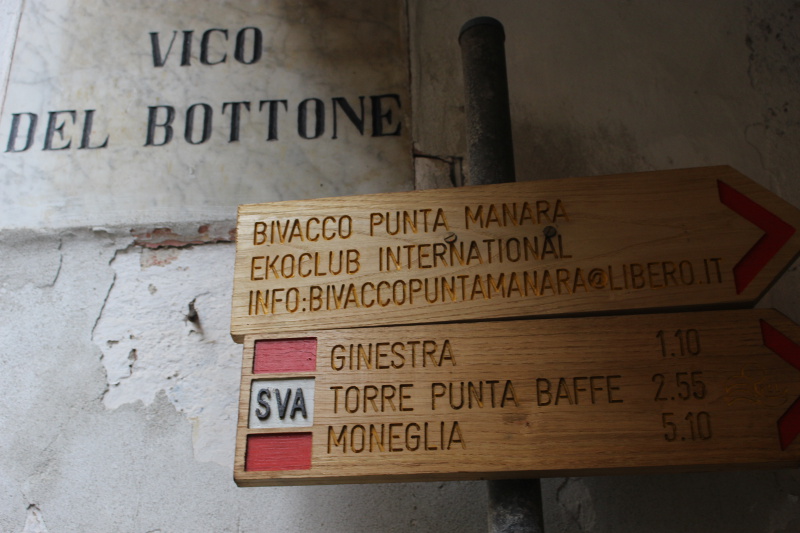 VICO
DEL BOTTONE
BIVACCO PUNTA MANARA
EKOCLUB INTERNATIONAL
INFO:BIVACCOPUNTAMANARA@LIBERO.IT
GINESTRA 1.10
SVA TORRE PUNTA BAFFE 2.55
MONEGLIA 5.10